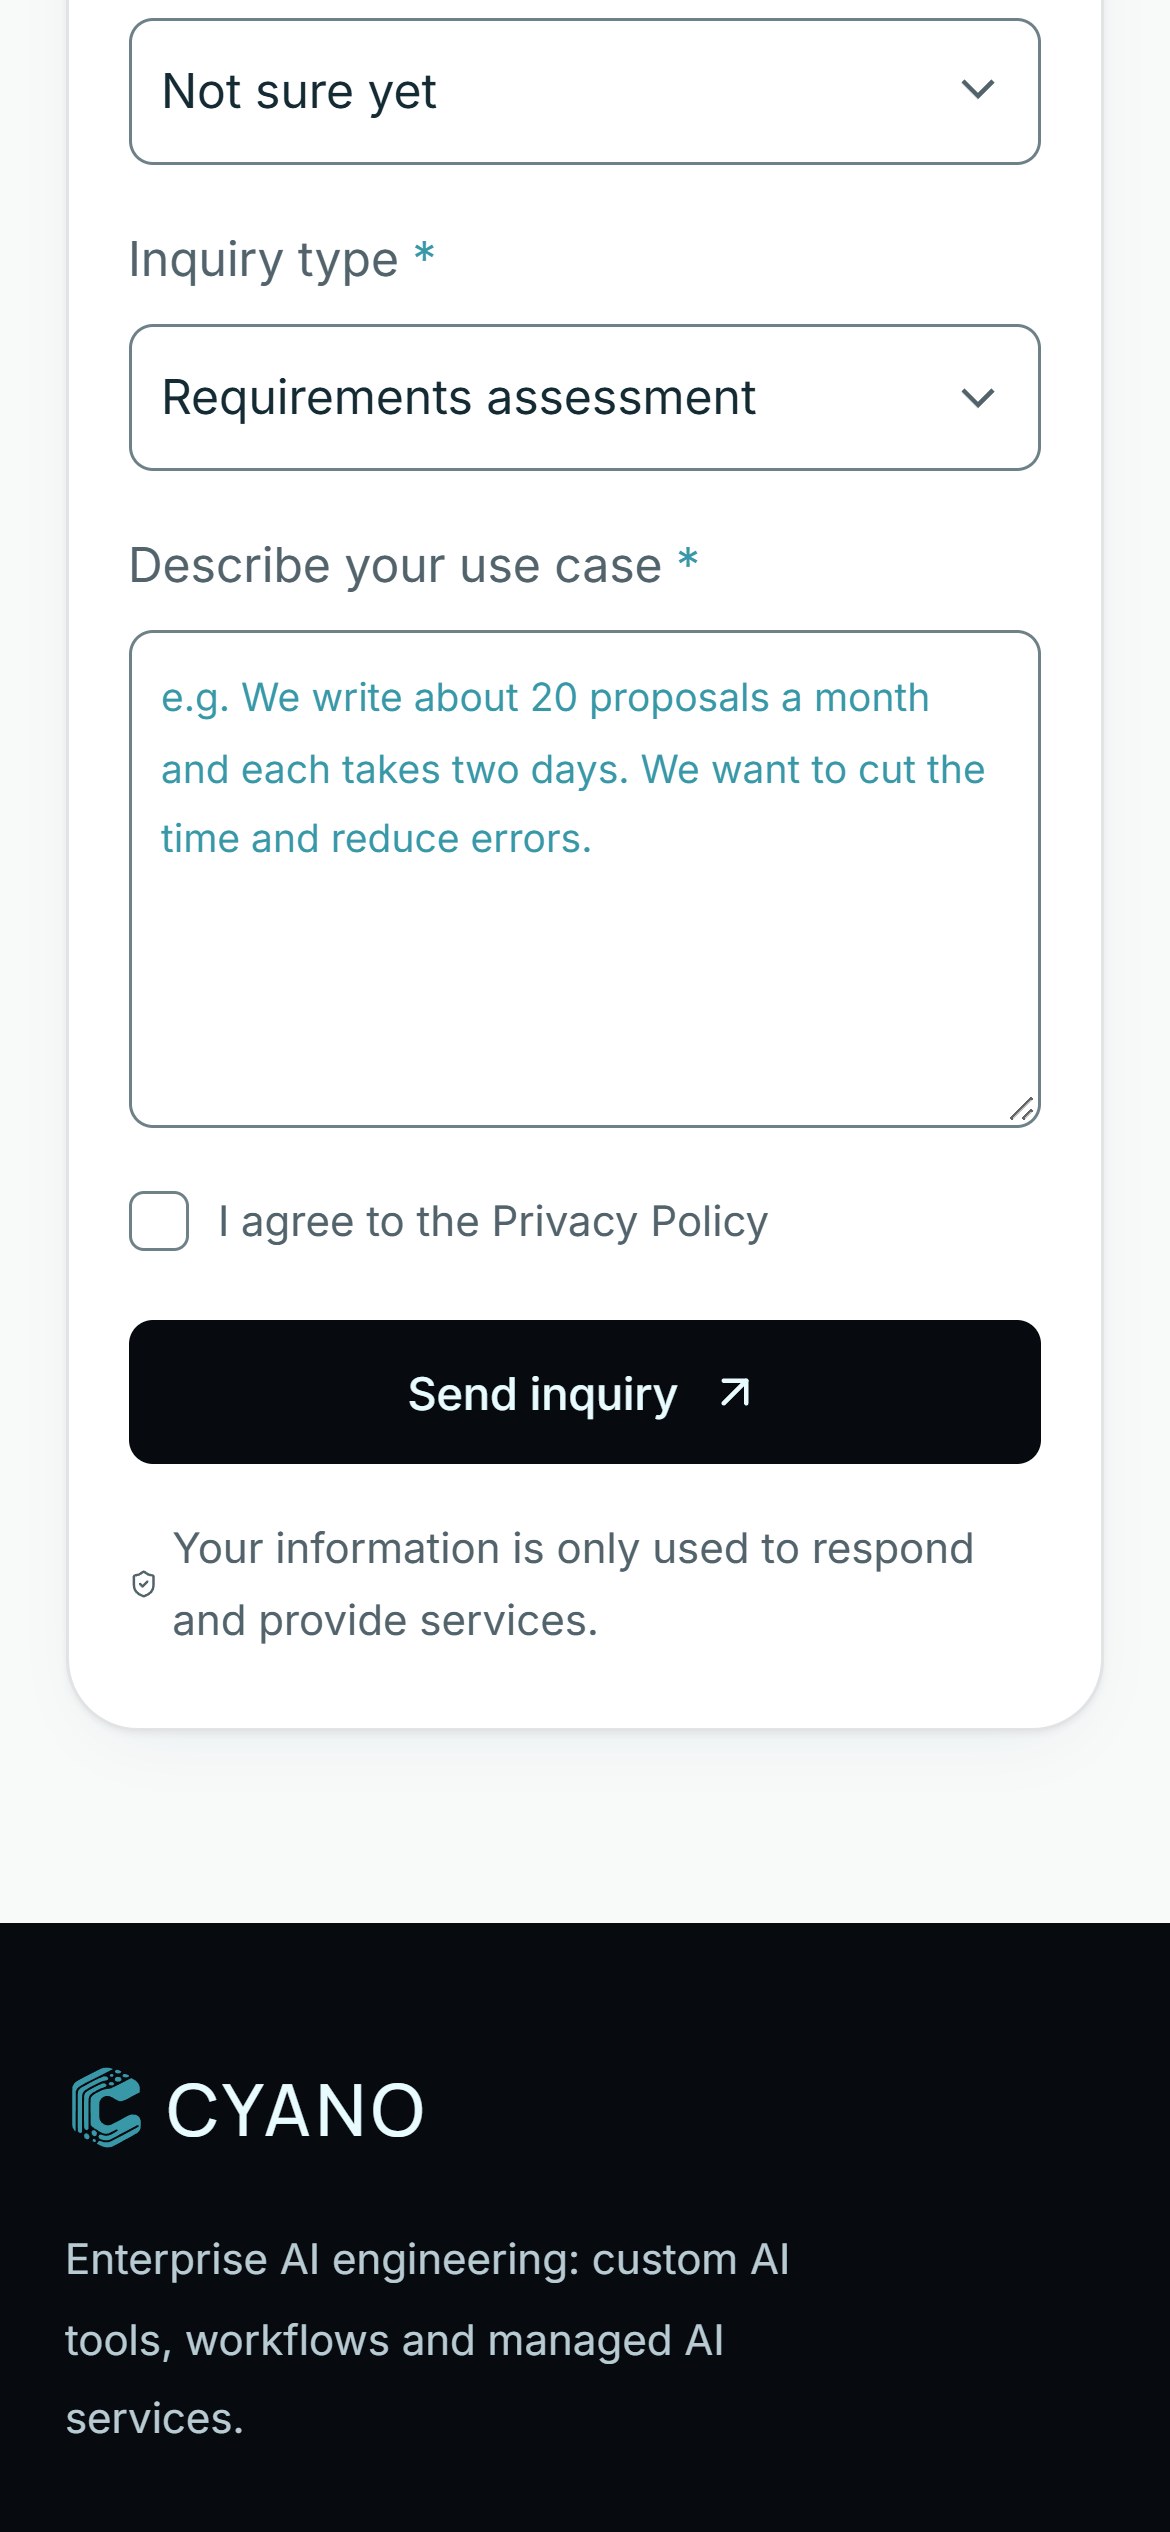 Not sure yet
Inquiry type *
Requirements assessment
Describe your use case *
e.g. We write about 20 proposals a month
and each takes two days. We want to cut the
time and reduce errors.
I agree to the Privacy Policy
Send inquiry
Your information is only used to respond
and provide services.
CYANO
Enterprise AI engineering: custom AI
tools, workflows and managed AI
services.